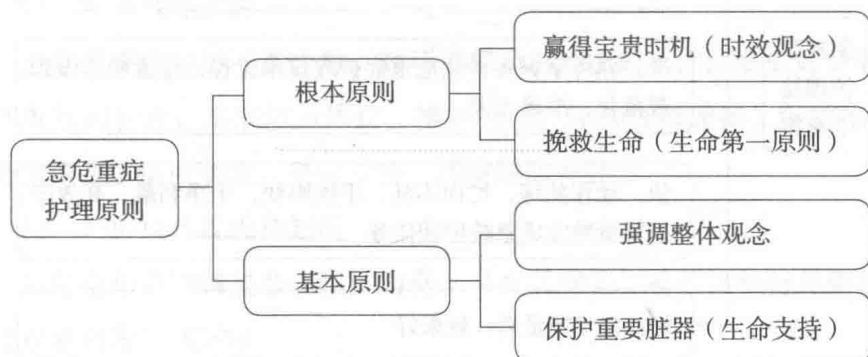 赢得宝贵时机（时效观念）
根本原则
挽救生命（生命第一原则）
急危重症
护理原则
强调整体观念
基本原则
保护重要脏器（生命支持）